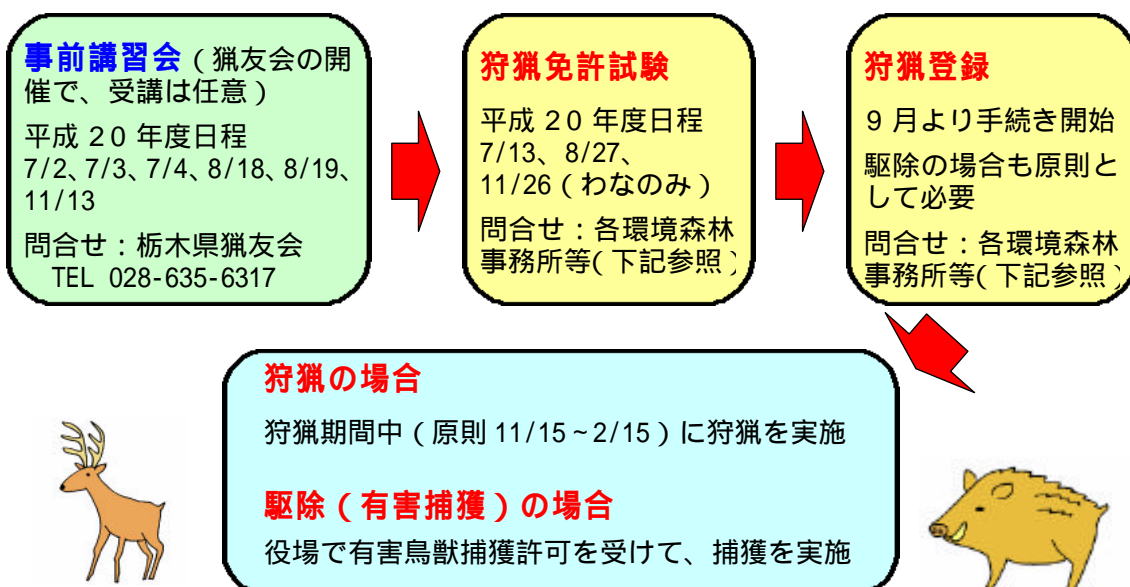 事前講習会（猟友会の開
催で、受講は任意）
平成２０年度日程
7/2、7/3、7/4、8/18、8/19、
11/13
問合せ：栃木県猟友会
TEL 028-635-6317
狩猟免許試験
平成２０年度日程
7/13、8/27、
11/26（わなのみ）
問合せ：各環境森林
事務所等（下記参照）
狩猟登録
９月より手続き開始
駆除の場合も原則と
して必要
問合せ：各環境森林
事務所等（下記参照）
狩猟の場合
狩猟期間中（原則 11/15~2/15）に狩猟を実施
駆除（有害捕獲）の場合
役場で有害鳥獣捕獲許可を受けて、捕獲を実施